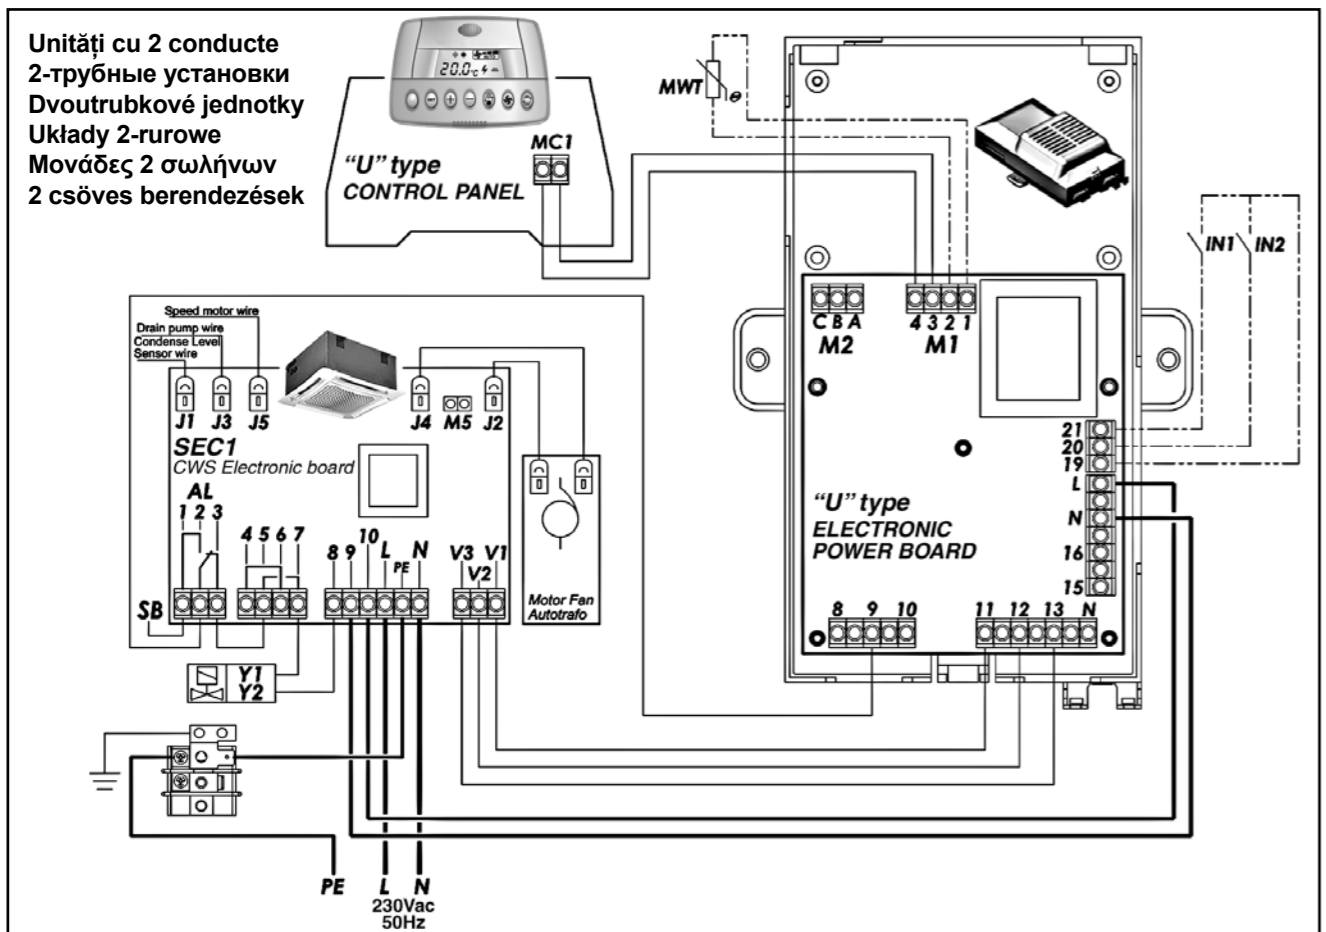 Unități cu 2 conducte
2-трубные установки
Dvoutrubkové jednotky
Układy 2-rurowe
Μονάδες 2 σωλήνων
2 csöves berendezések
20.0°C
MC1
"U" type
CONTROL PANEL
MWT
IN1 IN2
C B A
M2
4 3 2 1
M1
Speed motor wire
Drain pump wire
Condense Level
Sensor wire
J1 J3 J5
J4 M5 J2
SEC1
CWS Electronic board
AL
1 2 3
4 5 6 7
8 9 10 L PE N
V3 V2 V1
SB
Y1
Y2
Motor Fan
Autotrafo
21
20
19
L
N
16
15
"U" type
ELECTRONIC
POWER BOARD
8 9 10
11 12 13 N
PE L N
230Vac
50Hz